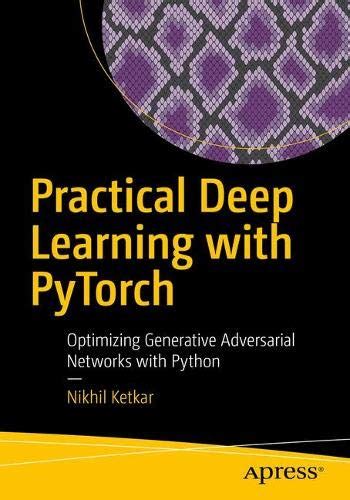 Practical Deep
Learning with
PyTorch
Optimizing Generative Adversarial
Networks with Python
Nikhil Ketkar
Apress®